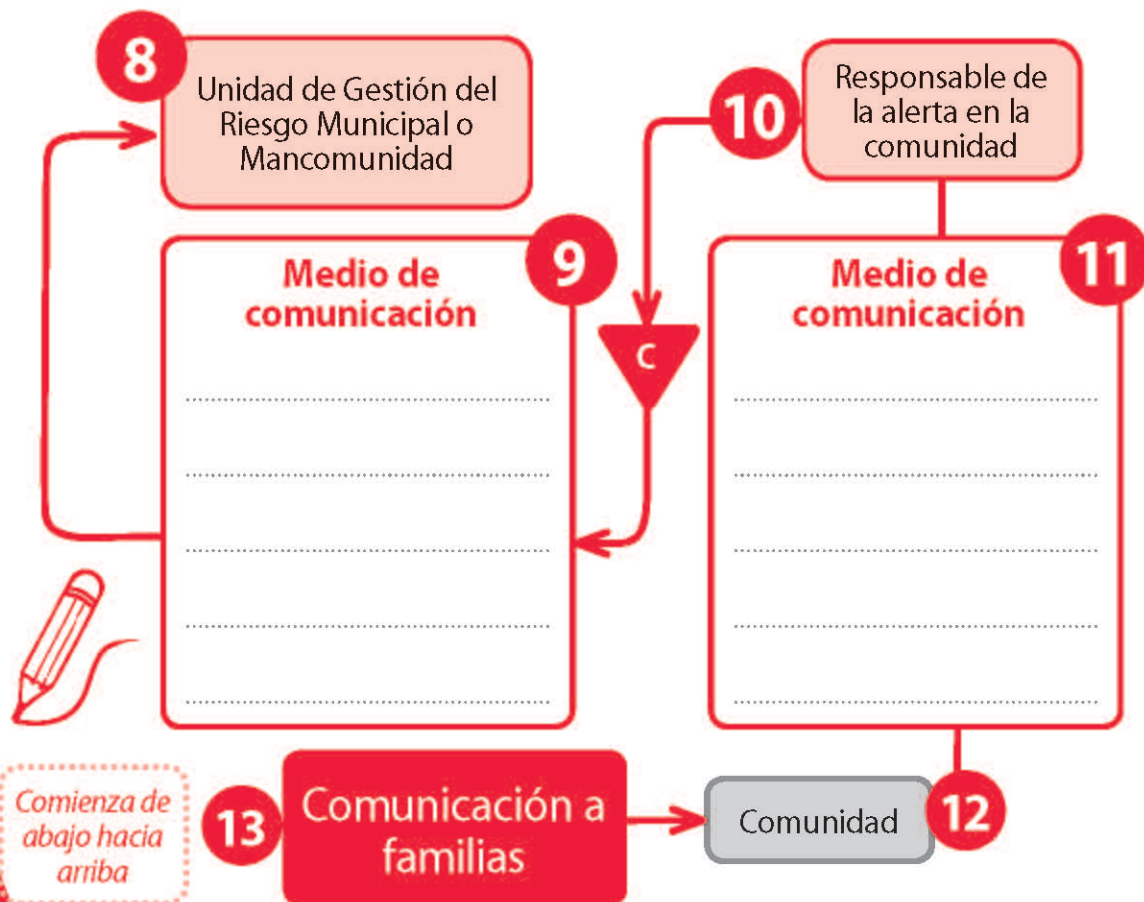 8
Unidad de Gestión del
Riesgo Municipal o
Mancomunidad
10
Responsable de
la alerta en la
comunidad
9
Medio de
comunicación
C
11
Medio de
comunicación
Comienza de
abajo hacia
arriba
13
Comunicación a
familias
Comunidad
12